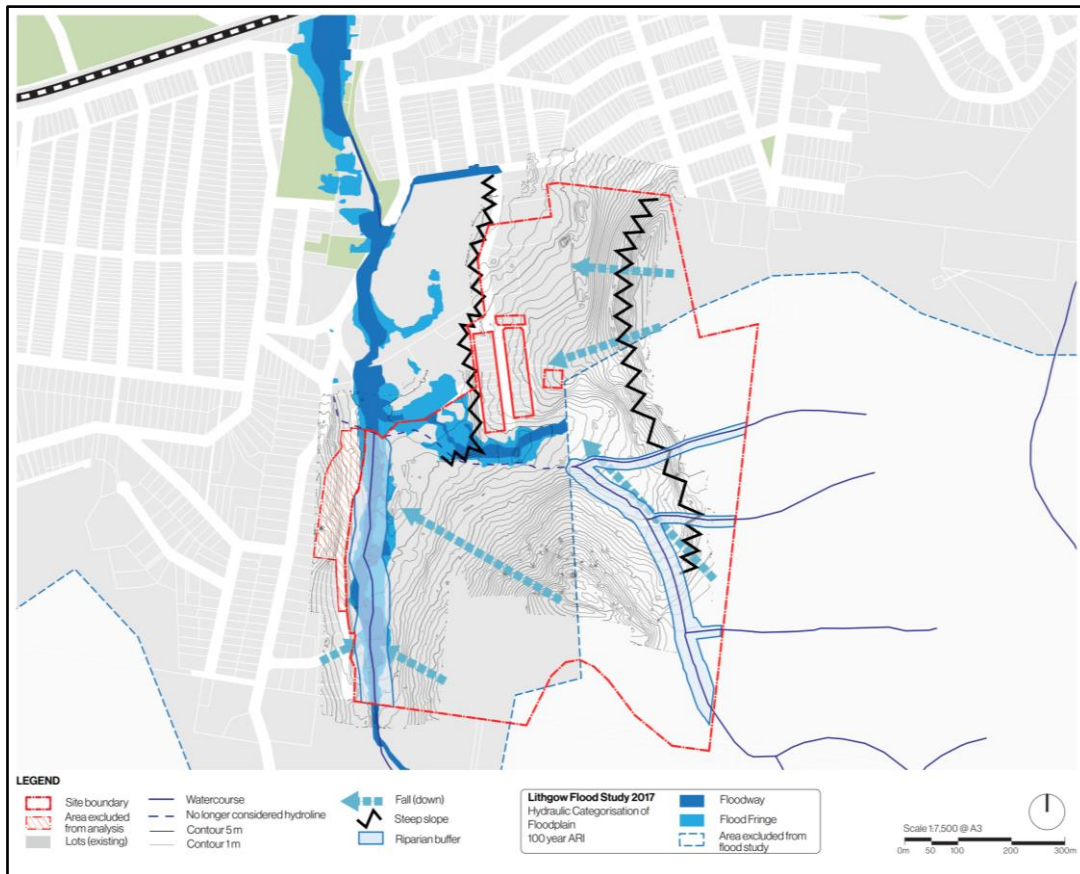 LEGEND
Site boundary
Area excluded
from analysis
Lots (existing)
Watercourse
No longer considered hydroline
Contour 5 m
Contour 1 m
Fall (down)
Steep slope
Riparian buffer
Lithgow Flood Study 2017
Hydraulic Categorisation of
Floodplain
100 year ARI
Floodway
Flood Fringe
Area excluded from
flood study
Scale 1:7,500 @ A3
0m 50 100 200 300m